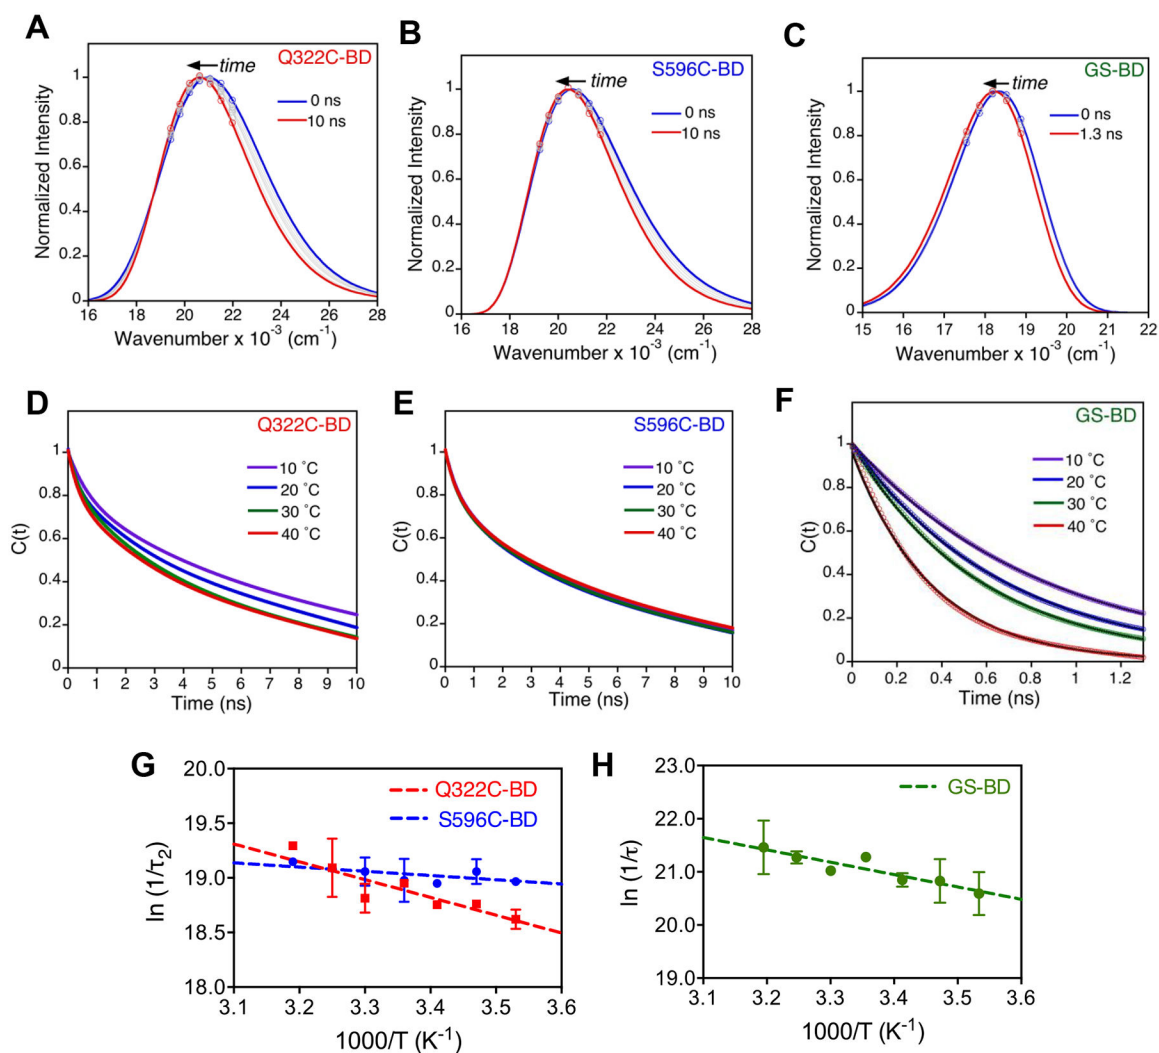 A
Q322C-BD
time
0 ns
10 ns
Normalized Intensity
1
0.8
0.6
0.4
0.2
0
16 18 20 22 24 26 28
Wavenumber x 10⁻³ (cm⁻¹)
B
S596C-BD
time
0 ns
10 ns
Normalized Intensity
1
0.8
0.6
0.4
0.2
0
16 18 20 22 24 26 28
Wavenumber x 10⁻³ (cm⁻¹)
C
GS-BD
time
0 ns
1.3 ns
Normalized Intensity
1
0.8
0.6
0.4
0.2
0
15 16 17 18 19 20 21 22
Wavenumber x 10⁻³ (cm⁻¹)
D
Q322C-BD
10 °C
20 °C
30 °C
40 °C
C(t)
1
0.8
0.6
0.4
0.2
0
0 1 2 3 4 5 6 7 8 9 10
Time (ns)
E
S596C-BD
10 °C
20 °C
30 °C
40 °C
C(t)
1
0.8
0.6
0.4
0.2
0
0 1 2 3 4 5 6 7 8 9 10
Time (ns)
F
GS-BD
10 °C
20 °C
30 °C
40 °C
C(t)
1
0.8
0.6
0.4
0.2
0
0 0.2 0.4 0.6 0.8 1 1.2
Time (ns)
G
Q322C-BD
S596C-BD
ln (1/τ₂)
20.0
19.5
19.0
18.5
18.0
3.1 3.2 3.3 3.4 3.5 3.6
1000/T (K⁻¹)
H
GS-BD
ln (1/τ)
23.0
22.0
21.0
20.0
19.0
3.1 3.2 3.3 3.4 3.5 3.6
1000/T (K⁻¹)